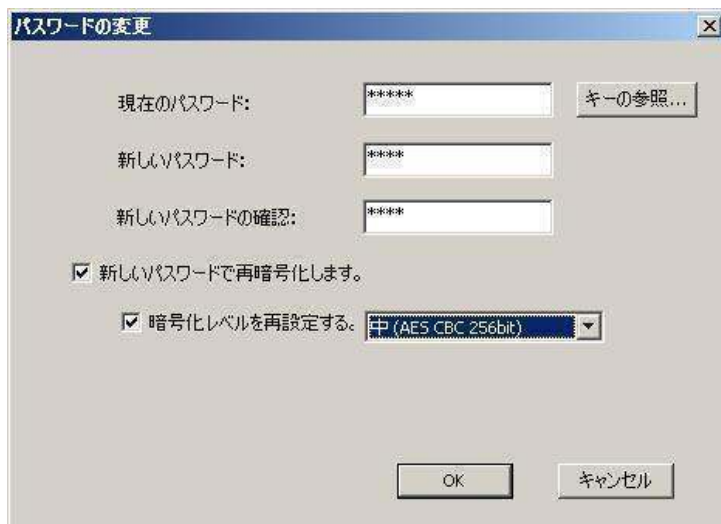 パスワードの変更
現在のパスワード: ***** キーの参照...
新しいパスワード: ****
新しいパスワードの確認: ****
新しいパスワードで再暗号化します。
暗号化レベルを再設定する。 中 (AES CBC 256bit)
OK キャンセル